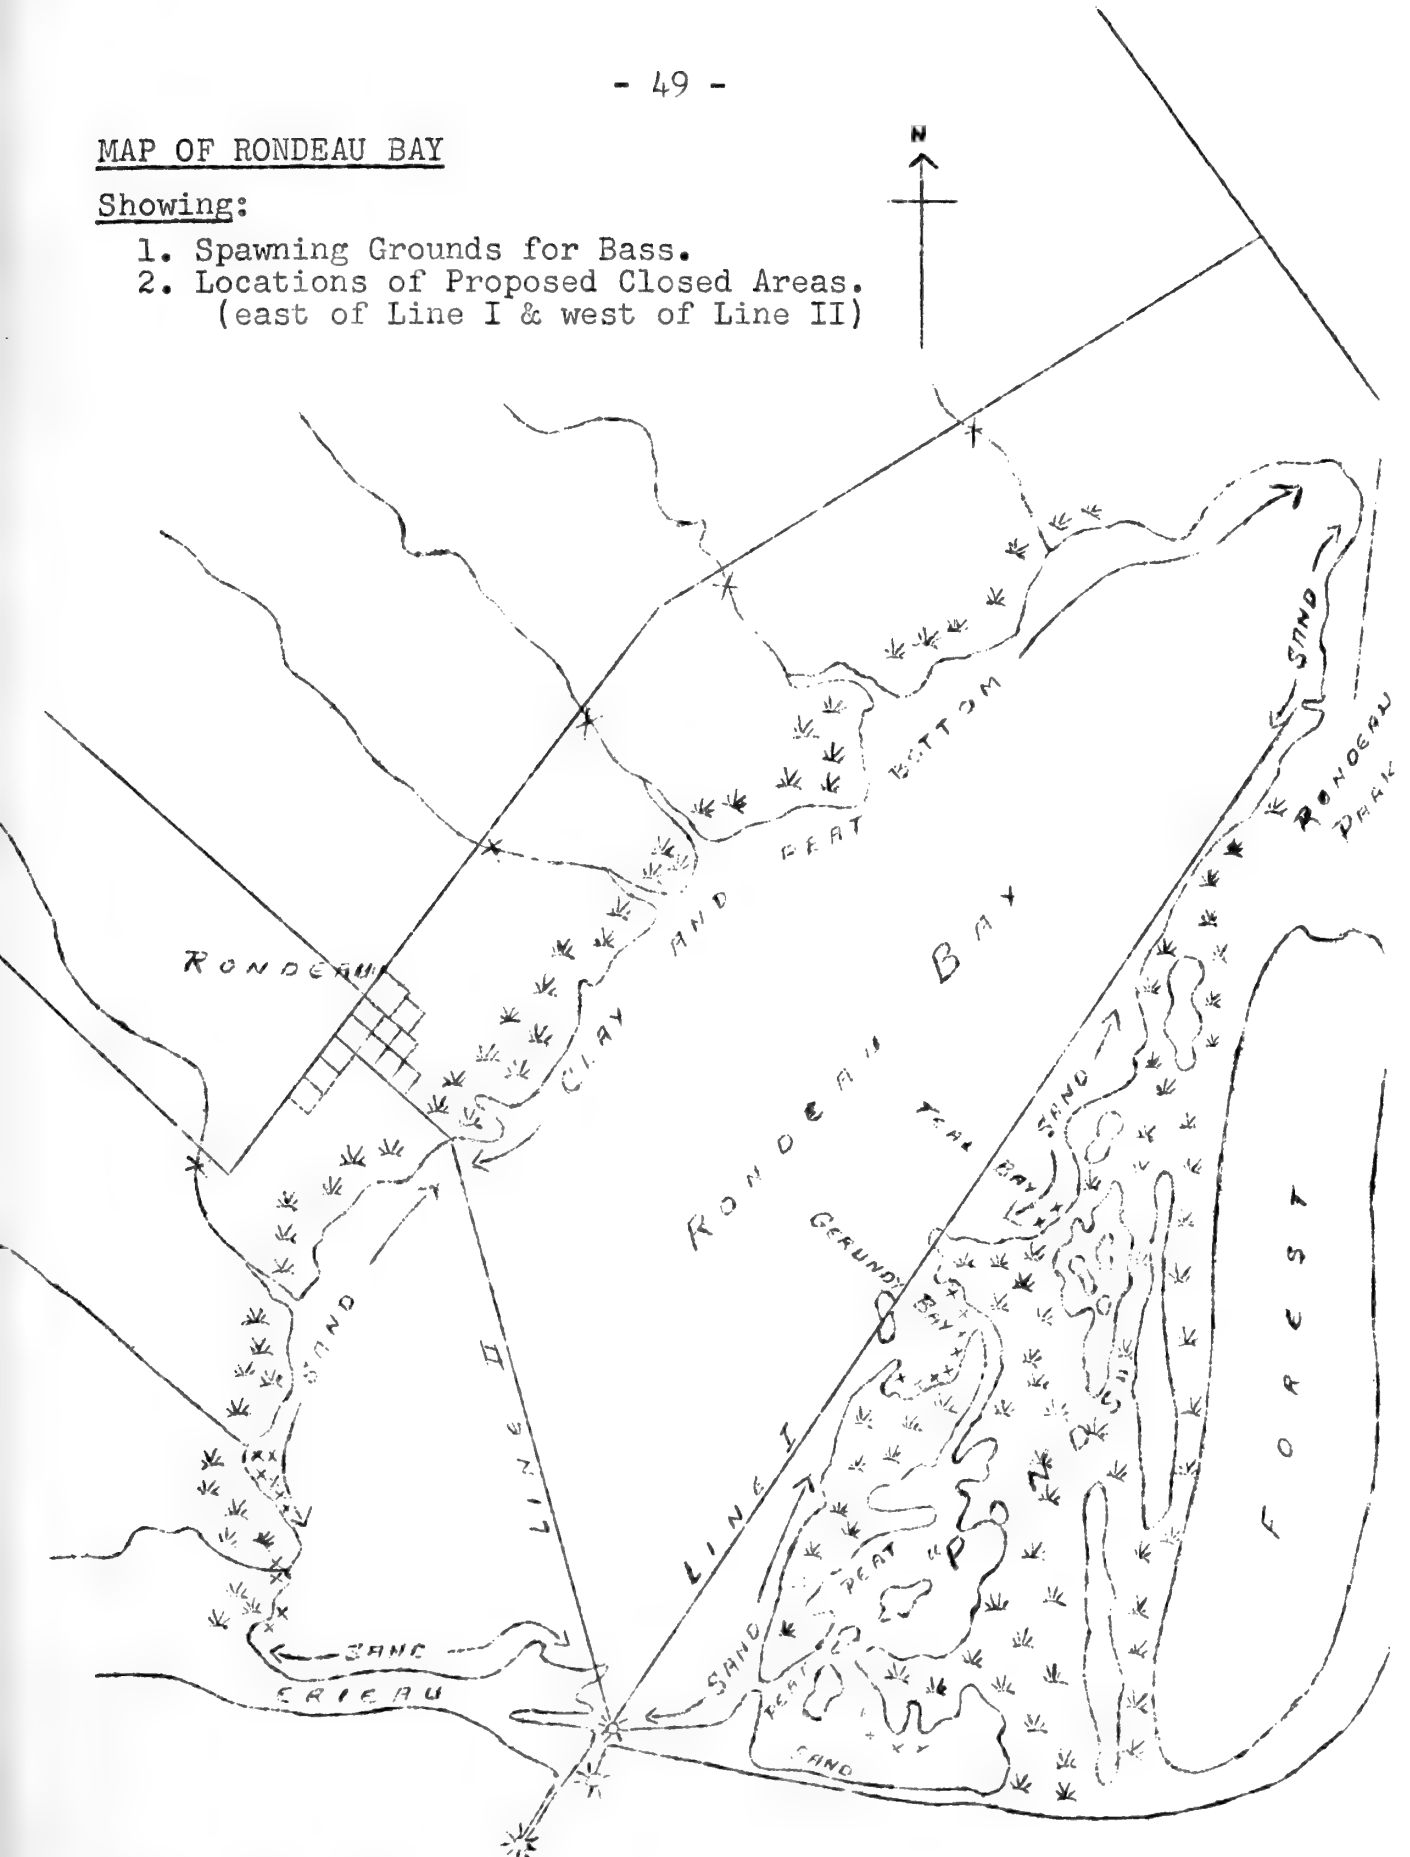 - 49 -
MAP OF RONDEAU BAY
Showing:
1. Spawning Grounds for Bass.
2. Locations of Proposed Closed Areas.
(east of Line I & west of Line II)
N
SAND
RONDEAU
PARK
BOTTOM
PEAT
AND
CLAY
RONDEAU
RONDEAU BAY
SAND
TEAL BAY
GERUNDY BAY
SAND
LINE II
LINE I
FOREST
PEAT
SAND
SAND
ERIEAU
PEAT
SAND